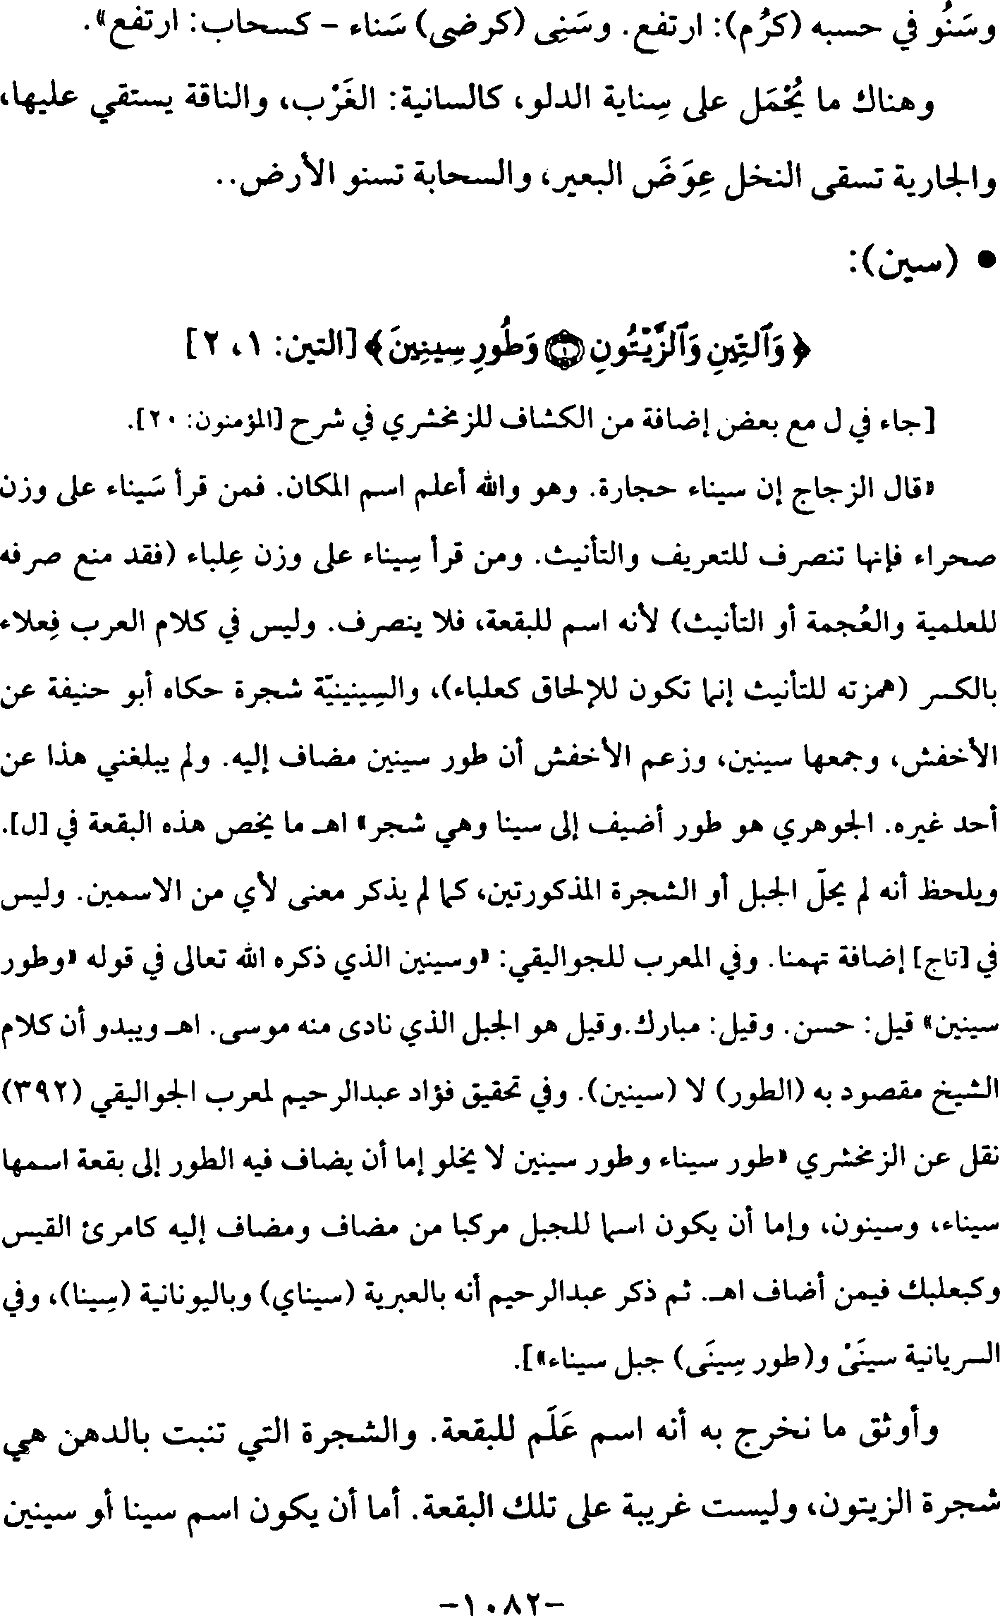 وسَنُو في حسبه (كرُم): ارتفع. وسَنِى (كرضى) سَناء – كسحاب: ارتفع».
وهناك ما يُحْمَل على سِناية الدلو، كالسانية: الغَرْب، والناقة يستقي عليها،
والجارية تسقى النخل عِوَضَ البعير، والسحابة تسنو الأرض..
● (سين):
﴿وَٱلتِّينِ وَٱلزَّيْتُونِ ۝١ وَطُورِ سِينِينَ﴾ [التين: ١، ٢]
[جاء في ل مع بعض إضافة من الكشاف للزمخشري في شرح [المؤمنون: ٢٠].
«قال الزجاج إن سيناء حجارة. وهو والله أعلم اسم المكان. فمن قرأ سَيناء على وزن
صحراء فإنها تنصرف للتعريف والتأنيث. ومن قرأ سِيناء على وزن عِلباء (فقد منع صرفه
للعلمية والعُجمة أو التأنيث) لأنه اسم للبقعة، فلا ينصرف. وليس في كلام العرب فِعلاء
بالكسر (همزته للتأنيث إنما تكون للإلحاق كعلباء)، والسِينينيّة شجرة حكاه أبو حنيفة عن
الأخفش، وجمعها سينين، وزعم الأخفش أن طور سينين مضاف إليه. ولم يبلغني هذا عن
أحد غيره. الجوهري هو طور أضيف إلى سينا وهي شجر» اهـ ما يخص هذه البقعة في [ل].
ويلحظ أنه لم يحلّ الجبل أو الشجرة المذكورتين، كما لم يذكر معنى لأي من الاسمين. وليس
في [تاج] إضافة تهمنا. وفي المعرب للجواليقي: «وسينين الذي ذكره الله تعالى في قوله «وطور
سينين» قيل: حسن. وقيل: مبارك.وقيل هو الجبل الذي نادى منه موسى. اهـ ويبدو أن كلام
الشيخ مقصود به (الطور) لا (سينين). وفي تحقيق فؤاد عبدالرحيم لمعرب الجواليقي (٣٩٢)
نقل عن الزمخشري «طور سيناء وطور سينين لا يخلو إما أن يضاف فيه الطور إلى بقعة اسمها
سيناء، وسينون، وإما أن يكون اسما للجبل مركبا من مضاف ومضاف إليه كامرئ القيس
وكبعلبك فيمن أضاف اهـ. ثم ذكر عبدالرحيم أنه بالعبرية (سيناي) وباليونانية (سِينا)، وفي
السريانية سينَىْ و(طور سِينَى) جبل سيناء»].
وأوثق ما نخرج به أنه اسم عَلَم للبقعة. والشجرة التي تنبت بالدهن هي
شجرة الزيتون، وليست غريبة على تلك البقعة. أما أن يكون اسم سينا أو سينين
-١٠٨٢-